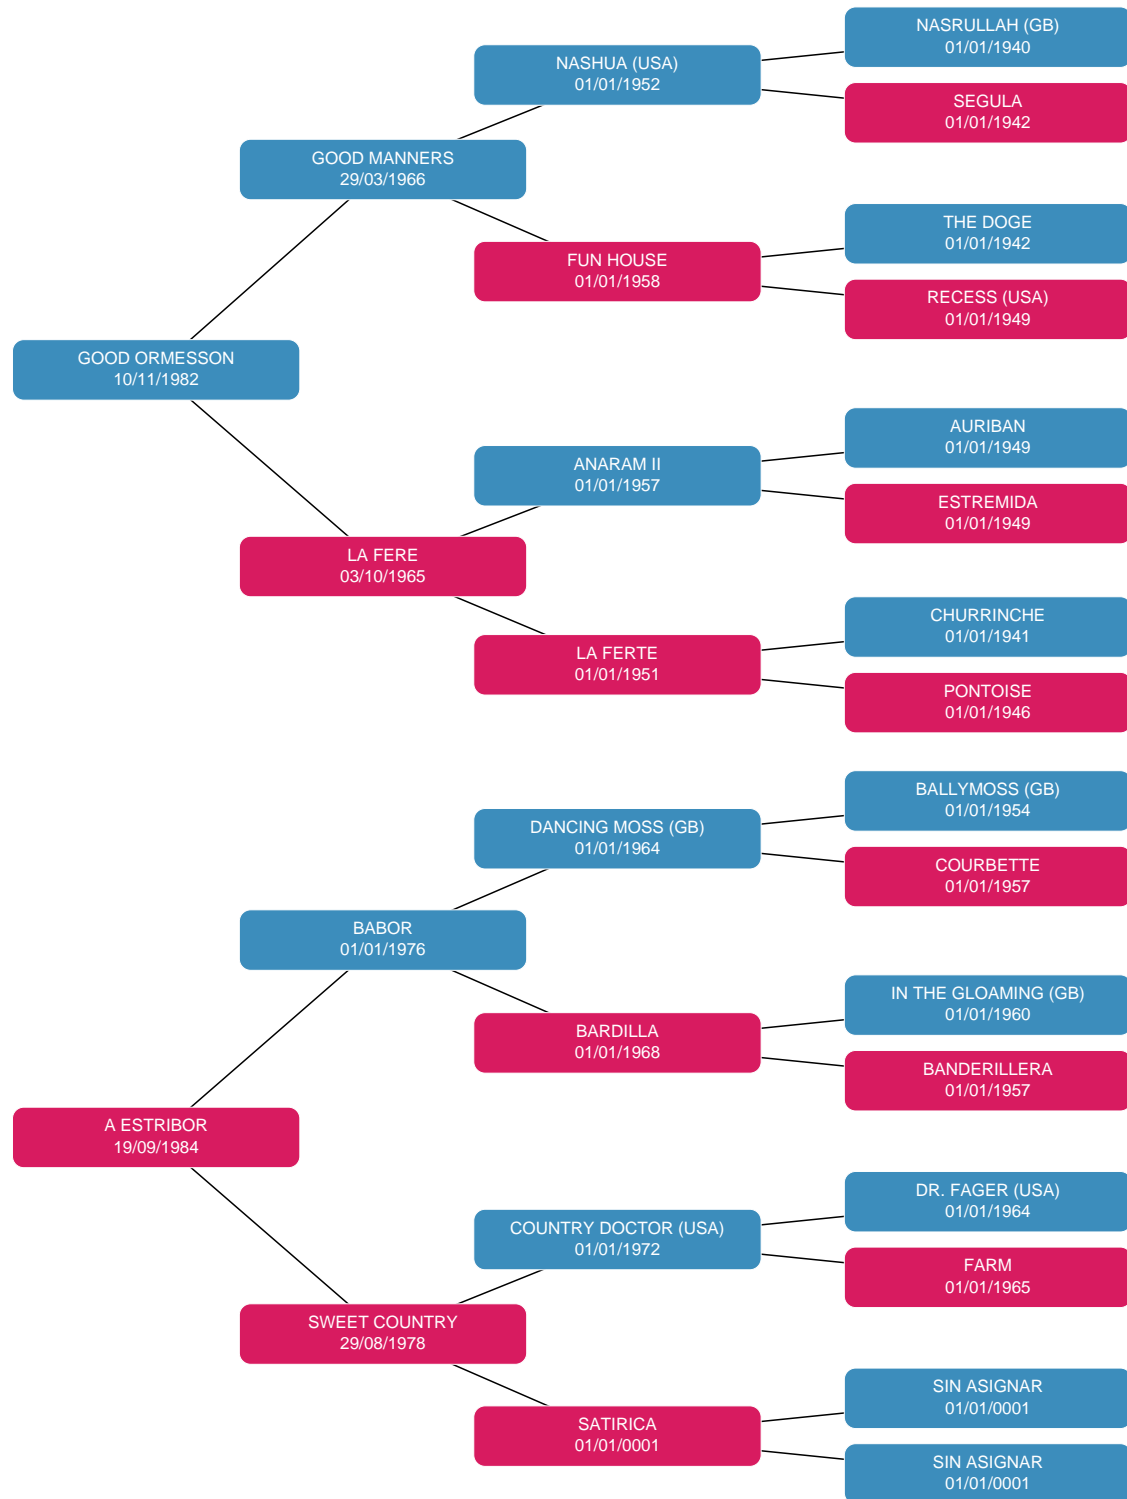 NASRULLAH (GB)
01/01/1940
NASHUA (USA)
01/01/1952
SEGULA
01/01/1942
GOOD MANNERS
29/03/1966
THE DOGE
01/01/1942
FUN HOUSE
01/01/1958
RECESS (USA)
01/01/1949
GOOD ORMESSON
10/11/1982
AURIBAN
01/01/1949
ANARAM II
01/01/1957
ESTREMIDA
01/01/1949
LA FERE
03/10/1965
CHURRINCHE
01/01/1941
LA FERTE
01/01/1951
PONTOISE
01/01/1946
BALLYMOSS (GB)
01/01/1954
DANCING MOSS (GB)
01/01/1964
COURBETTE
01/01/1957
BABOR
01/01/1976
IN THE GLOAMING (GB)
01/01/1960
BARDILLA
01/01/1968
BANDERILLERA
01/01/1957
A ESTRIBOR
19/09/1984
DR. FAGER (USA)
01/01/1964
COUNTRY DOCTOR (USA)
01/01/1972
FARM
01/01/1965
SWEET COUNTRY
29/08/1978
SIN ASIGNAR
01/01/0001
SATIRICA
01/01/0001
SIN ASIGNAR
01/01/0001